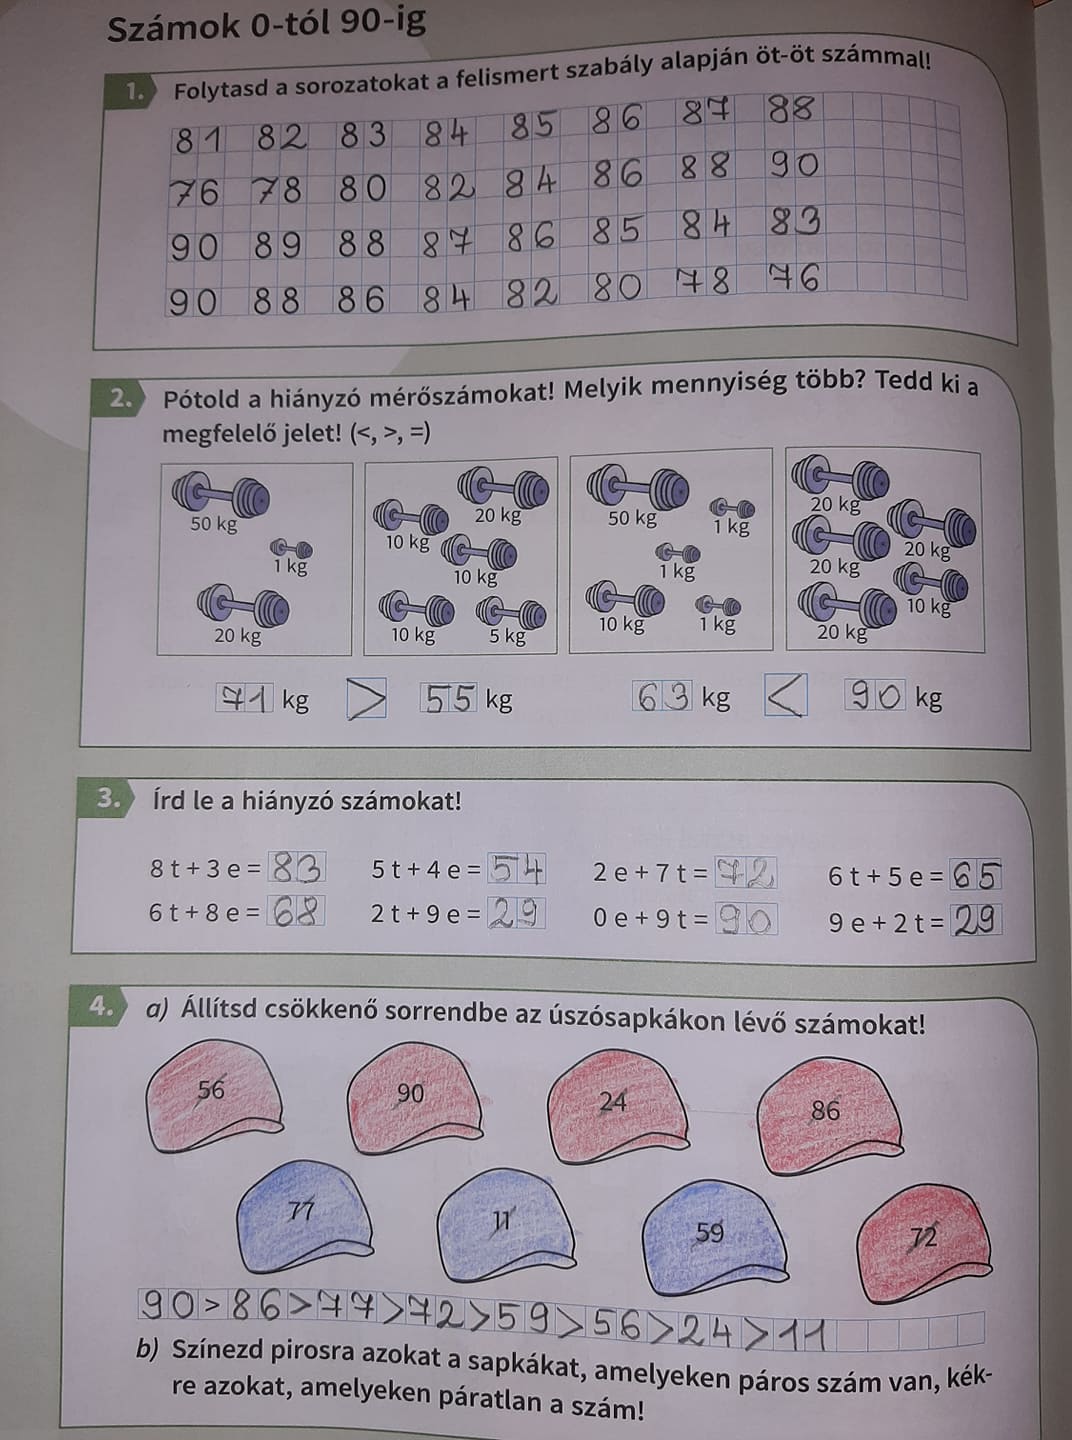 Számok 0-tól 90-ig
1. Folytasd a sorozatokat a felismert szabály alapján öt-öt számmal!
81 82 83 84 85 86 87 88
76 78 80 82 84 86 88 90
90 89 88 87 86 85 84 83
90 88 86 84 82 80 78 76
2. Pótold a hiányzó mérőszámokat! Melyik mennyiség több? Tedd ki a
megfelelő jelet! (<, >, =)
50 kg
1 kg
20 kg
20 kg
10 kg
10 kg
10 kg
5 kg
50 kg
1 kg
1 kg
10 kg
1 kg
20 kg
20 kg
20 kg
10 kg
20 kg
71 kg > 55 kg 63 kg < 90 kg
3. Írd le a hiányzó számokat!
8 t + 3 e = 83 5 t + 4 e = 54 2 e + 7 t = 72 6 t + 5 e = 65
6 t + 8 e = 68 2 t + 9 e = 29 0 e + 9 t = 90 9 e + 2 t = 29
4. a) Állítsd csökkenő sorrendbe az úszósapkákon lévő számokat!
56 90 24 86
77 11 59 72
90 > 86 > 77 > 72 > 59 > 56 > 24 > 11
b) Színezd pirosra azokat a sapkákat, amelyeken páros szám van, kék-
re azokat, amelyeken páratlan a szám!